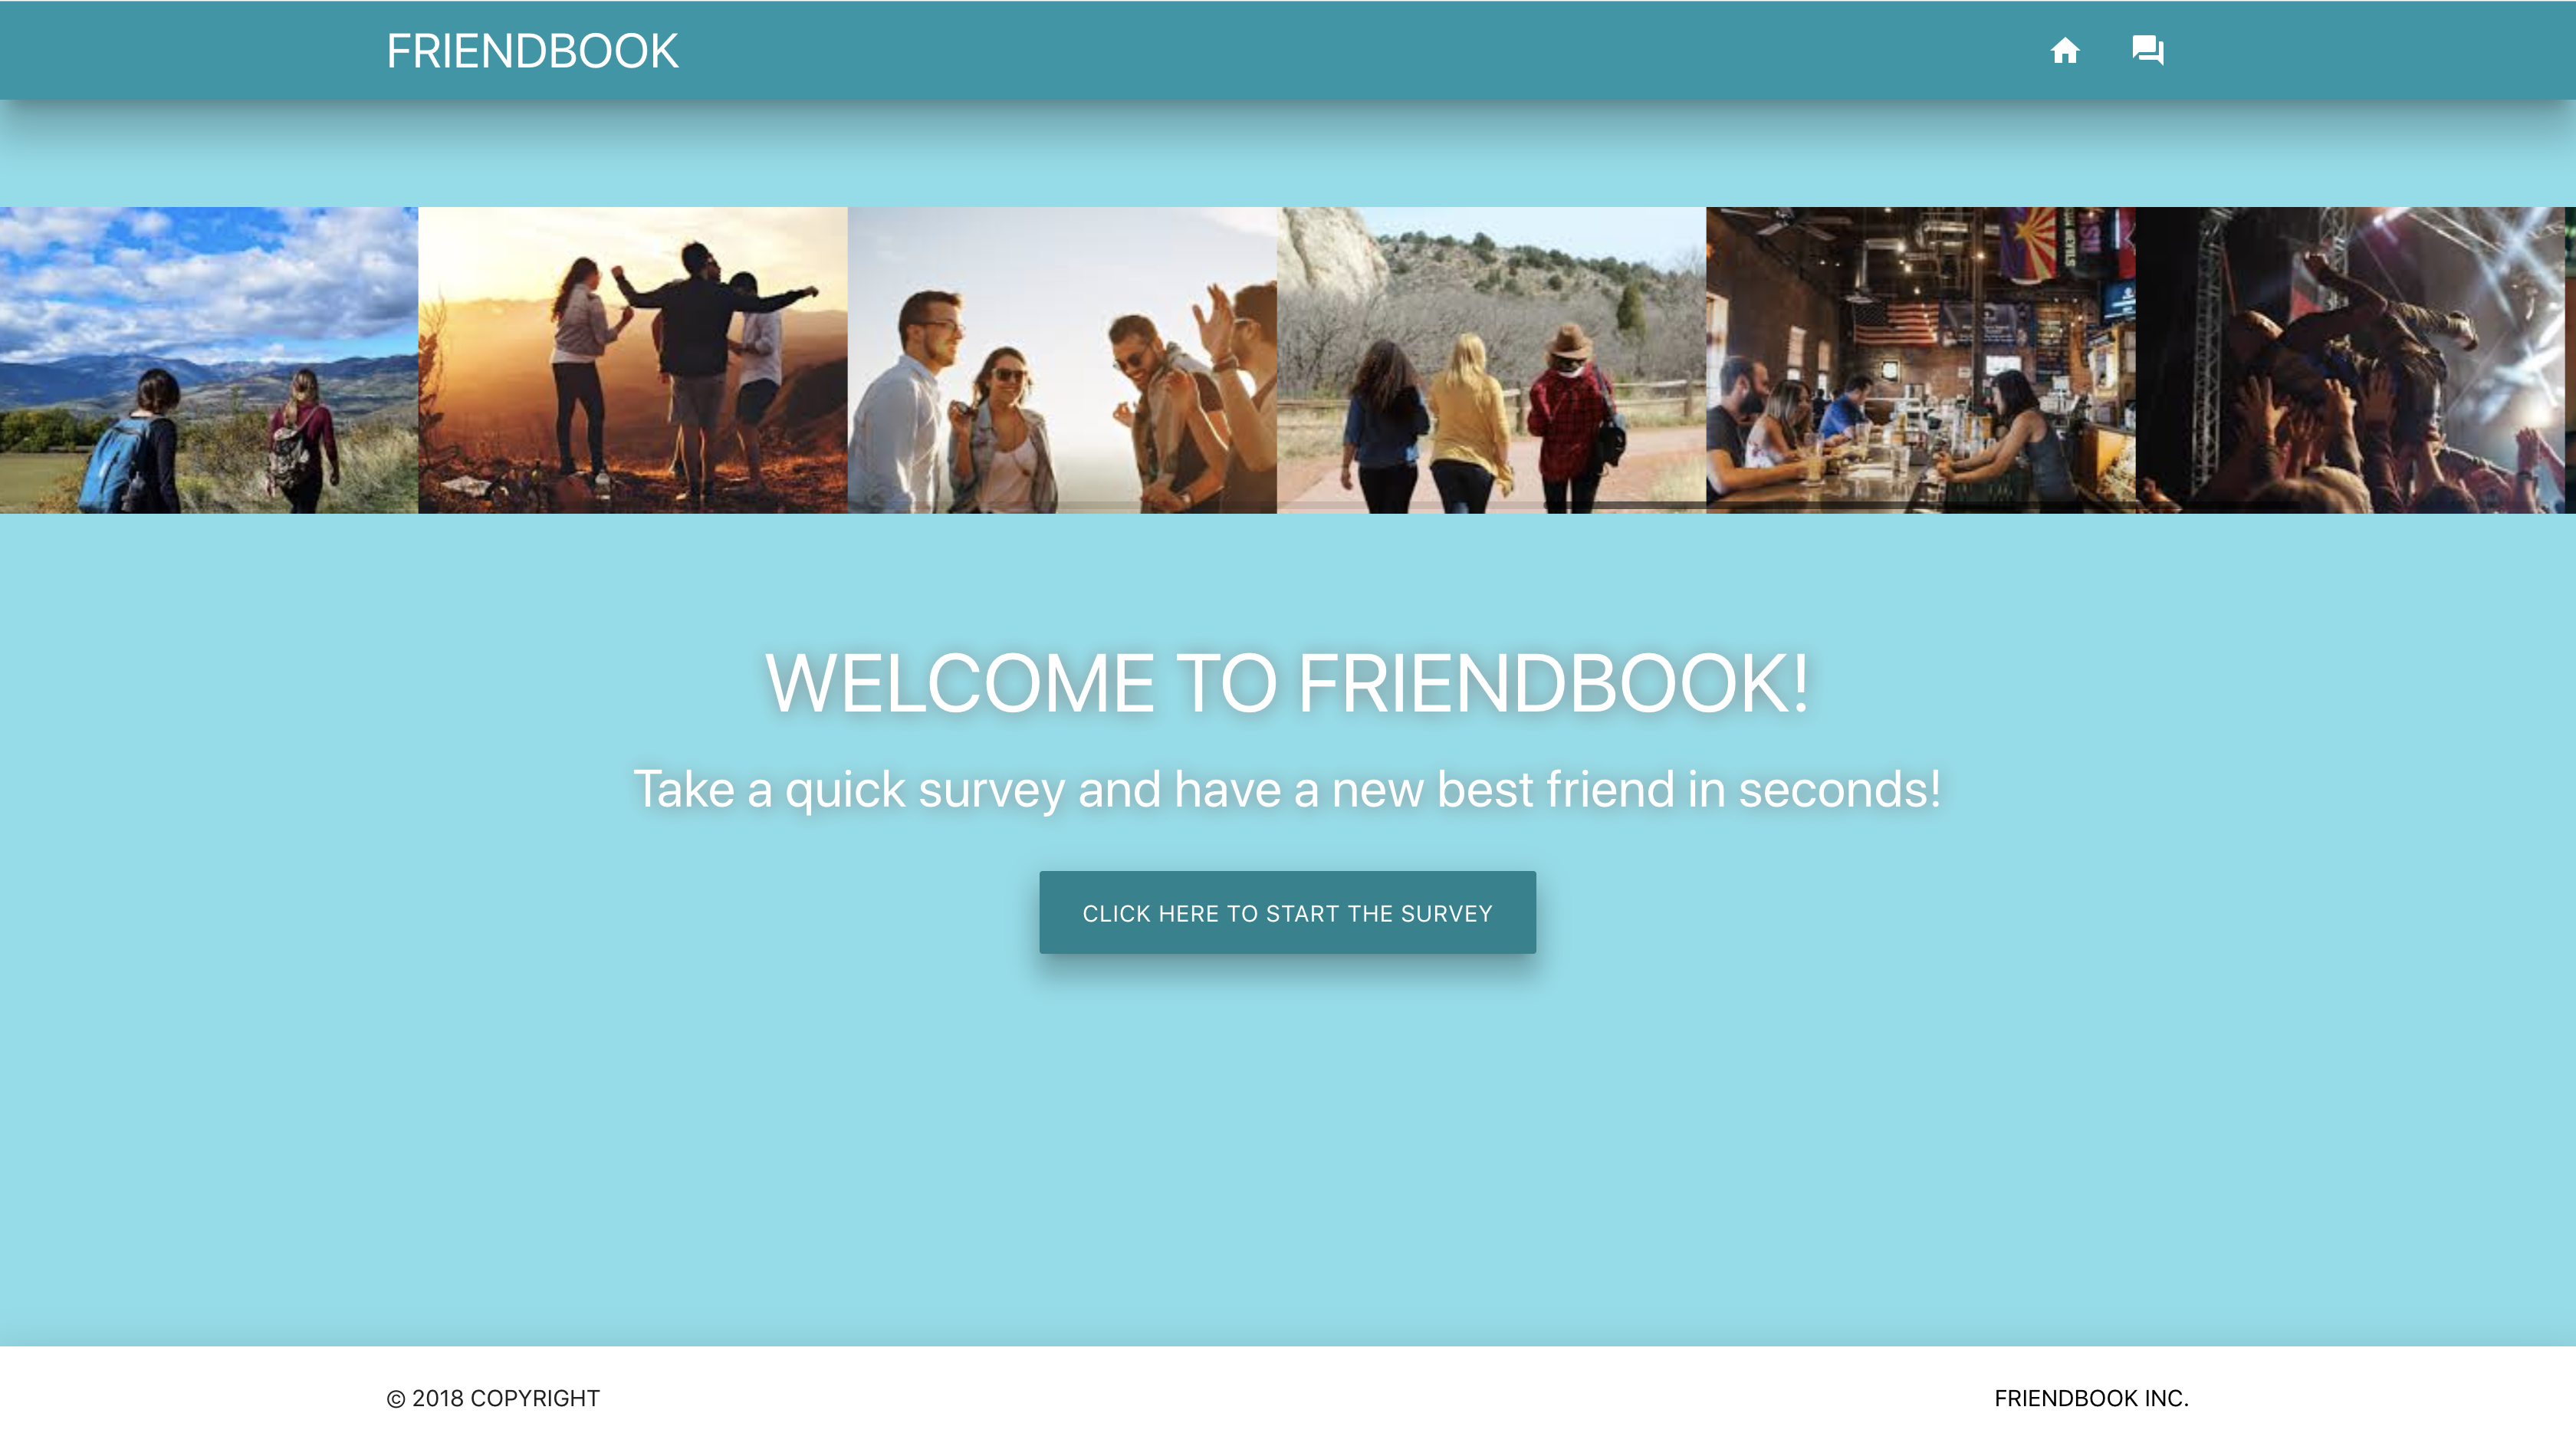 FRIENDBOOK
WELCOME TO FRIENDBOOK!
Take a quick survey and have a new best friend in seconds!
CLICK HERE TO START THE SURVEY
© 2018 COPYRIGHT
FRIENDBOOK INC.